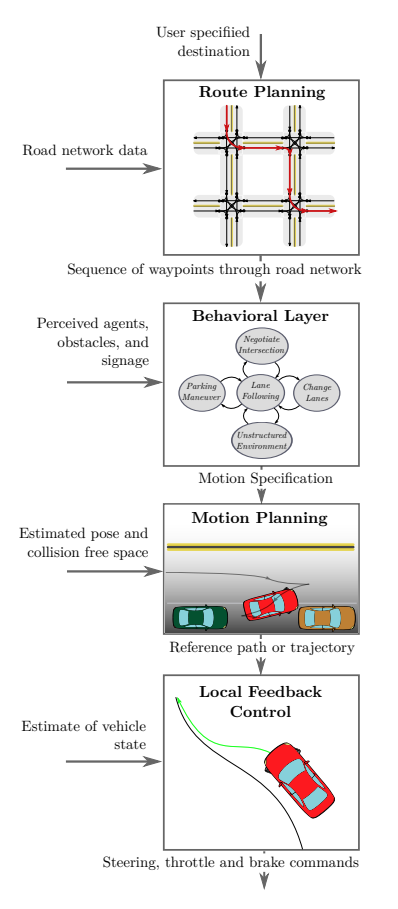 User specifiied
destination
Route Planning
Road network data
Sequence of waypoints through road network
Behavioral Layer
Perceived agents,
obstacles, and
signage
Negotiate
Intersection
Parking
Maneuver
Lane
Following
Change
Lanes
Unstructured
Environment
Motion Specification
Motion Planning
Estimated pose and
collision free space
Reference path or trajectory
Local Feedback
Control
Estimate of vehicle
state
Steering, throttle and brake commands